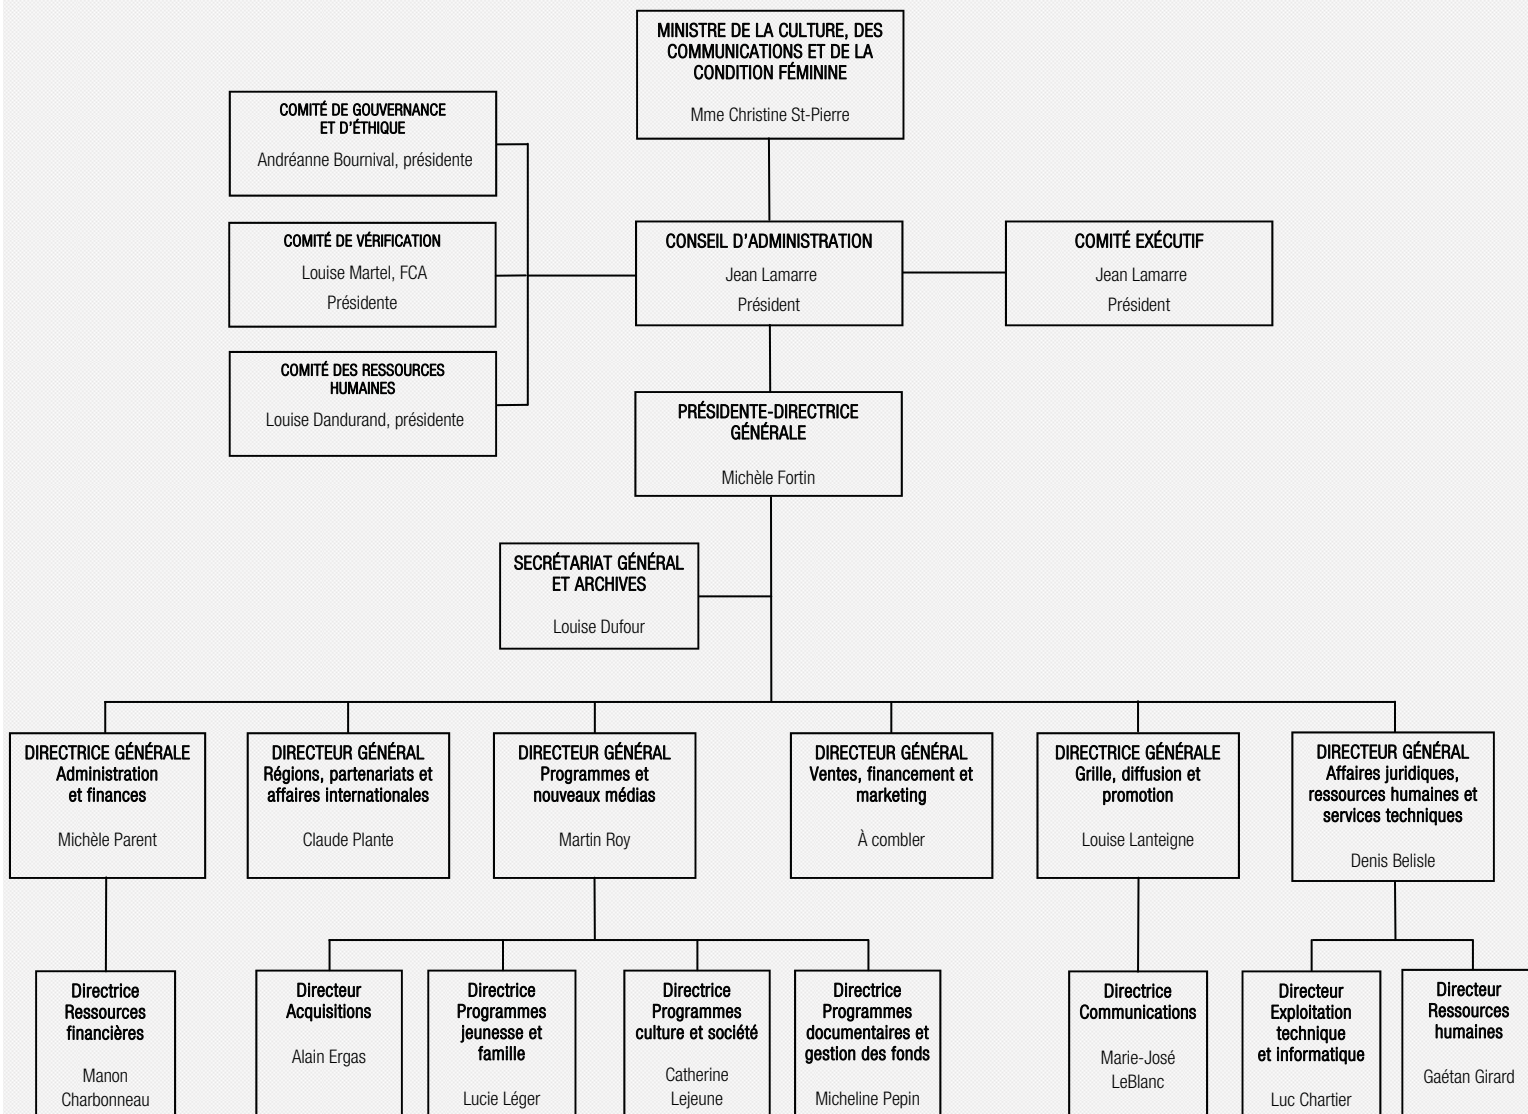 MINISTRE DE LA CULTURE, DES
COMMUNICATIONS ET DE LA
CONDITION FÉMININE
Mme Christine St-Pierre
COMITÉ DE GOUVERNANCE
ET D'ÉTHIQUE
Andréanne Bournival, présidente
COMITÉ DE VÉRIFICATION
Louise Martel, FCA
Présidente
CONSEIL D'ADMINISTRATION
Jean Lamarre
Président
COMITÉ EXÉCUTIF
Jean Lamarre
Président
COMITÉ DES RESSOURCES
HUMAINES
Louise Dandurand, présidente
PRÉSIDENTE-DIRECTRICE
GÉNÉRALE
Michèle Fortin
SECRÉTARIAT GÉNÉRAL
ET ARCHIVES
Louise Dufour
DIRECTRICE GÉNÉRALE
Administration
et finances
Michèle Parent
DIRECTEUR GÉNÉRAL
Régions, partenariats et
affaires internationales
Claude Plante
DIRECTEUR GÉNÉRAL
Programmes et
nouveaux médias
Martin Roy
DIRECTEUR GÉNÉRAL
Ventes, financement et
marketing
À combler
DIRECTRICE GÉNÉRALE
Grille, diffusion et
promotion
Louise Lanteigne
DIRECTEUR GÉNÉRAL
Affaires juridiques,
ressources humaines et
services techniques
Denis Belisle
Directrice
Ressources
financières
Manon
Charbonneau
Directeur
Acquisitions
Alain Ergas
Directrice
Programmes
jeunesse et
famille
Lucie Léger
Directrice
Programmes
culture et société
Catherine
Lejeune
Directrice
Programmes
documentaires et
gestion des fonds
Micheline Pepin
Directrice
Communications
Marie-José
LeBlanc
Directeur
Exploitation
technique
et informatique
Luc Chartier
Directeur
Ressources
humaines
Gaétan Girard